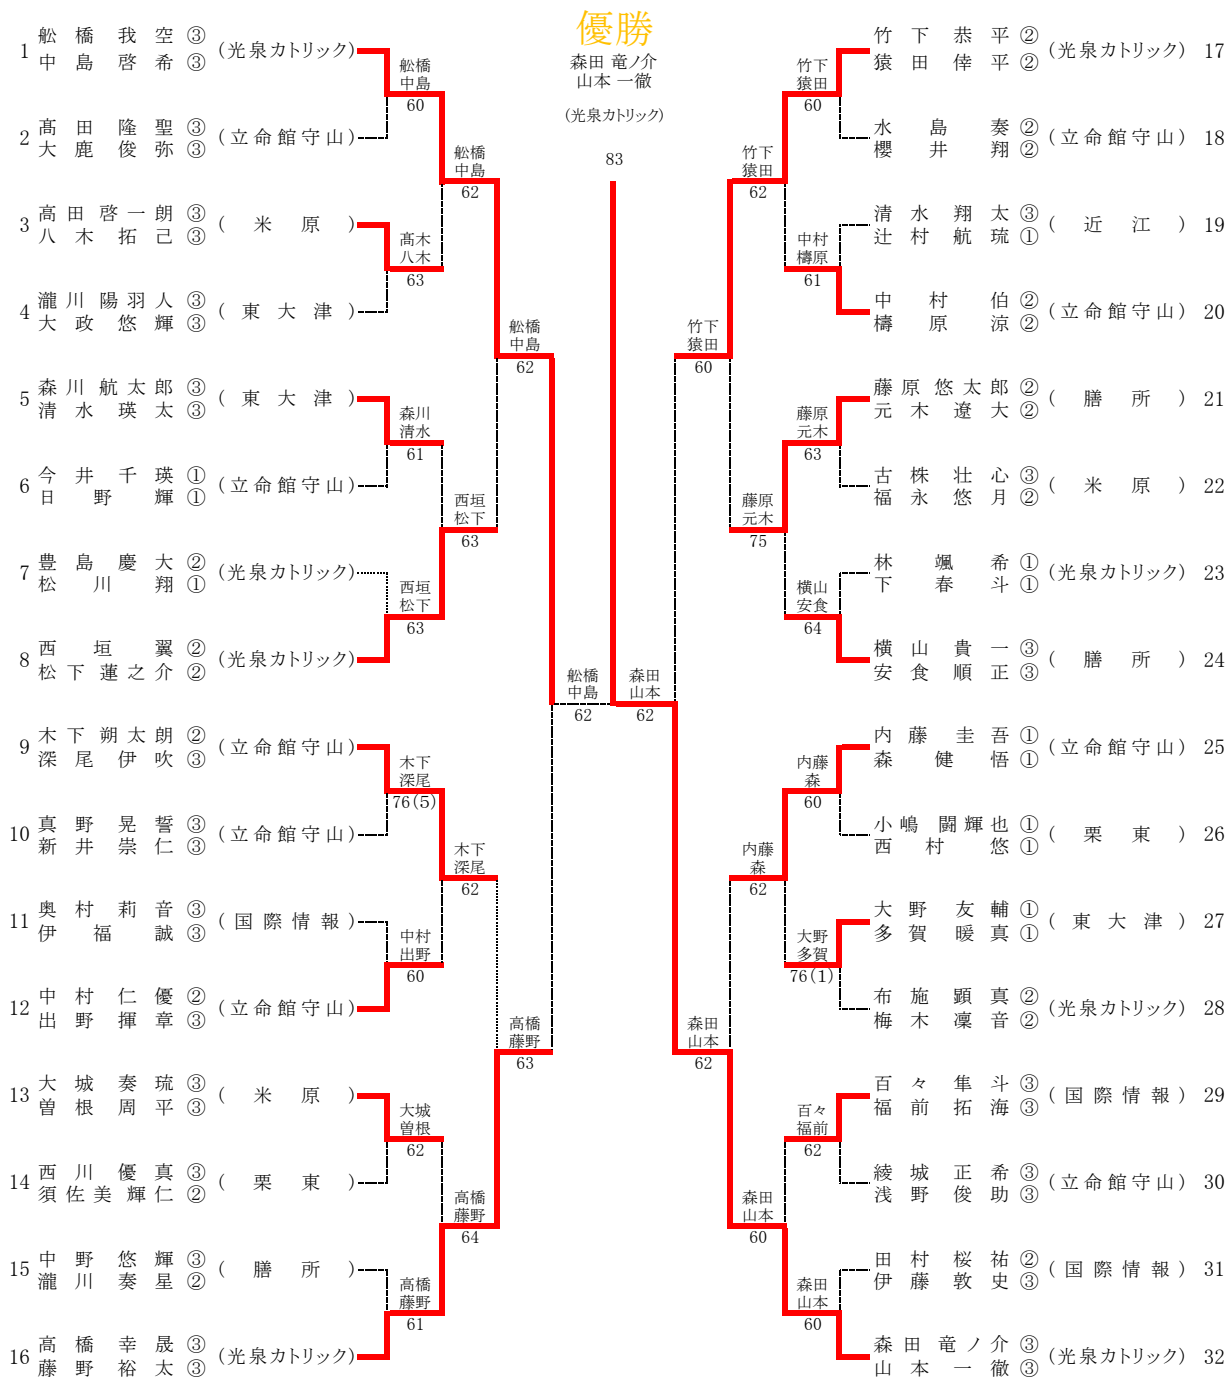 優勝
森田 竜ノ介
山本 一徹
(光泉カトリック)
83
1 舩橋我空③ (光泉カトリック)
中島啓希③
2 髙田隆聖③ (立命館守山)
大鹿俊弥③
3 高田啓一朗③ (米原)
八木拓己③
4 瀧川陽羽人③ (東大津)
大政悠輝③
5 森川航太郎③ (東大津)
清水瑛太③
6 今井千瑛① (立命館守山)
日野輝①
7 豊島慶大② (光泉カトリック)
松川翔①
8 西垣翼② (光泉カトリック)
松下蓮之介②
9 木下朔太朗② (立命館守山)
深尾伊吹③
10 真野晃誓③ (立命館守山)
新井崇仁③
11 奥村莉音③ (国際情報)
伊福誠③
12 中村仁優② (立命館守山)
出野揮章③
13 大城奏琉③ (米原)
曽根周平③
14 西川優真③ (栗東)
須佐美輝仁②
15 中野悠輝③ (膳所)
瀧川奏星②
16 高橋幸晟③ (光泉カトリック)
藤野裕太③
舩橋
中島
60
髙木
八木
63
森川
清水
61
西垣
松下
63
木下
深尾
76(5)
中村
出野
60
大城
曽根
62
高橋
藤野
61
舩橋
中島
62
西垣
松下
63
木下
深尾
62
高橋
藤野
64
舩橋
中島
62
高橋
藤野
63
舩橋
中島
62
森田
山本
62
竹下
猿田
60
森田
山本
62
竹下
猿田
62
藤原
元木
75
内藤
森
62
森田
山本
60
竹下
猿田
60
中村
檮原
61
藤原
元木
63
横山
安食
64
内藤
森
60
大野
多賀
76(1)
百々
福前
62
森田
山本
60
竹下恭平② (光泉カトリック) 17
猿田倖平②
水島奏② (立命館守山) 18
櫻井翔②
清水翔太③ (近江) 19
辻村航琉①
中村伯② (立命館守山) 20
檮原涼②
藤原悠太郎② (膳所) 21
元木遼大②
古株壮心③ (米原) 22
福永悠月②
林颯希① (光泉カトリック) 23
下春斗①
横山貴一③ (膳所) 24
安食順正③
内藤圭吾① (立命館守山) 25
森健悟①
小嶋闘輝也① (栗東) 26
西村悠①
大野友輔① (東大津) 27
多賀暖真①
布施顕真② (光泉カトリック) 28
梅木凜音②
百々隼斗③ (国際情報) 29
福前拓海③
綾城正希③ (立命館守山) 30
浅野俊助③
田村桜祐② (国際情報) 31
伊藤敦史③
森田竜ノ介③ (光泉カトリック) 32
山本一徹③